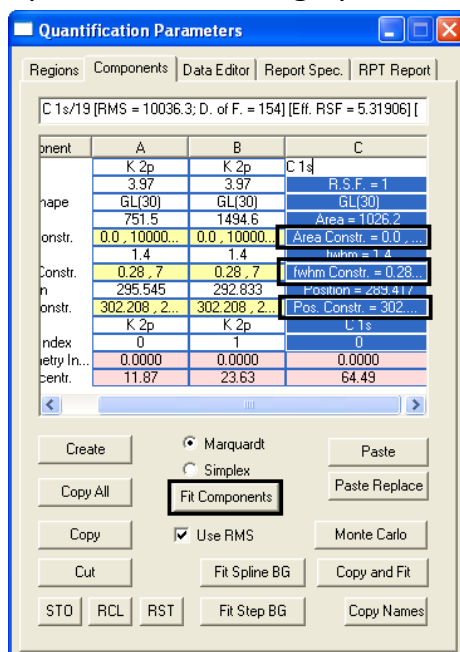 Quantification Parameters
Regions Components Data Editor Report Spec. RPT Report
C 1s/19 [RMS = 10036.3; D. of F. = 154] [Eff. RSF = 5.31906] [
onent A B C
K 2p K 2p C 1s
3.97 3.97 R.S.F. = 1
hape GL(30) GL(30) GL(30)
751.5 1494.6 Area = 1026.2
onstr. 0.0 , 10000... 0.0 , 10000... Area Constr. = 0.0 , ...
1.4 1.4 fwhm = 1.4
Constr. 0.28 , 7 0.28 , 7 fwhm Constr. = 0.28...
n 295.545 292.833 Position = 289.417
onstr. 302.208 , 2... 302.208 , 2... Pos. Constr. = 302....
K 2p K 2p C 1s
ndex 0 1 0
etry In... 0.0000 0.0000 0.0000
centr. 11.87 23.63 64.49
Create Marquardt Paste
Simplex
Copy All Fit Components Paste Replace
Copy Use RMS Monte Carlo
Cut Fit Spline BG Copy and Fit
STO RCL RST Fit Step BG Copy Names